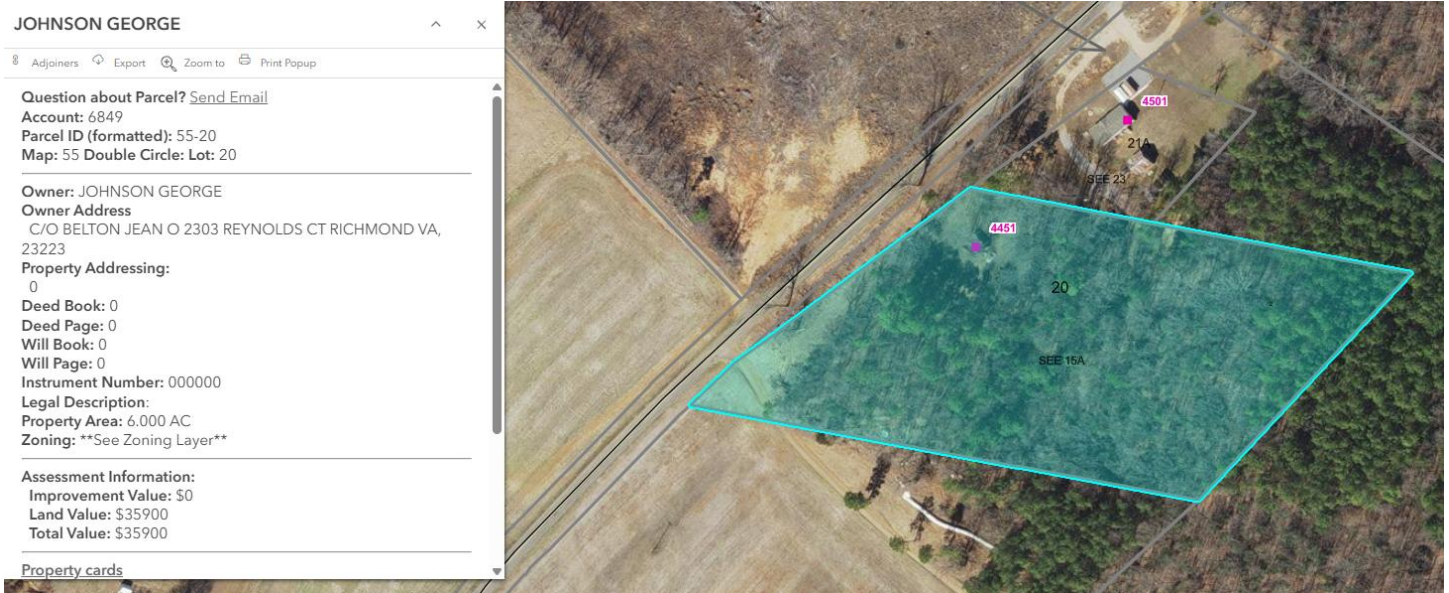 JOHNSON GEORGE
Adjoiners Export Zoom to Print Popup
Question about Parcel? Send Email
Account: 6849
Parcel ID (formatted): 55-20
Map: 55 Double Circle: Lot: 20
Owner: JOHNSON GEORGE
Owner Address
C/O BELTON JEAN O 2303 REYNOLDS CT RICHMOND VA,
23223
Property Addressing:
0
Deed Book: 0
Deed Page: 0
Will Book: 0
Will Page: 0
Instrument Number: 000000
Legal Description:
Property Area: 6.000 AC
Zoning: **See Zoning Layer**
Assessment Information:
Improvement Value: $0
Land Value: $35900
Total Value: $35900
Property cards
4501
21A
SEE 23
4451
20
SEE 15A